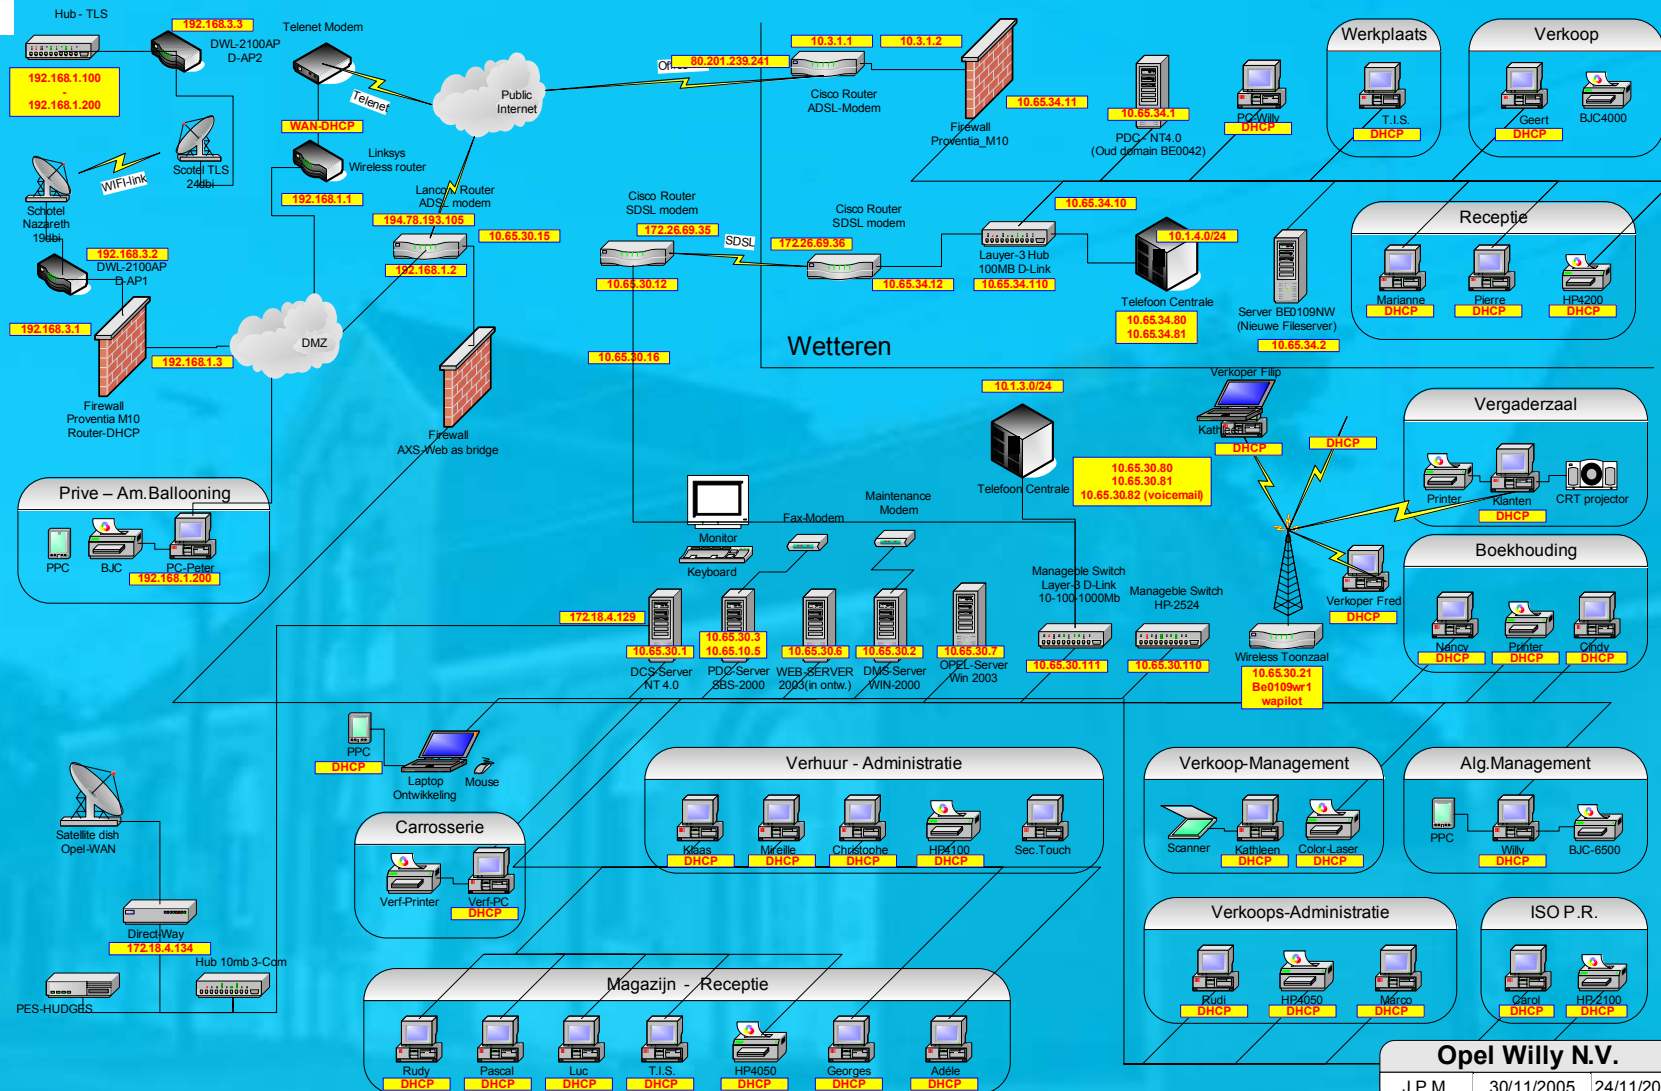 Hub - TLS
192.168.3.3
DWL-2100AP
D-AP2
192.168.1.100
-
192.168.1.200
Telenet Modem
Telenet
WAN-DHCP
Linksys
Wireless router
192.168.1.1
Public
Internet
80.201.239.241
10.3.1.1
10.3.1.2
Cisco Router
ADSL-Modem
Firewall
Proventia_M10
10.65.34.11
10.65.34.1
PDC - NT4.0
(Oud domain BE0042)
PC-Willy
DHCP
Werkplaats
T.I.S.
DHCP
Verkoop
Geert
DHCP
BJC4000
WIFI-link
Scotel TLS
24dbi
Schotel
Nazareth
19dbi
192.168.3.2
DWL-2100AP
D-AP1
192.168.3.1
192.168.1.3
Firewall
Proventia M10
Router-DHCP
DMZ
Lancom Router
ADSL modem
194.78.193.105
10.65.30.15
192.168.1.2
Firewall
AXS-Web as bridge
Cisco Router
SDSL modem
172.26.69.35
10.65.30.12
SDSL
Cisco Router
SDSL modem
172.26.69.36
10.65.34.12
10.65.34.10
Lauyer-3 Hub
100MB D-Link
10.65.34.110
10.1.4.0/24
Telefoon Centrale
10.65.34.80
10.65.34.81
Server BE0109NW
(Nieuwe Fileserver)
10.65.34.2
Receptie
Marianne
DHCP
Pierre
DHCP
HP4200
DHCP
Wetteren
10.65.30.16
10.1.3.0/24
Telefoon Centrale
10.65.30.80
10.65.30.81
10.65.30.82 (voicemail)
Verkoper Filip
Kathleen
DHCP
DHCP
Vergaderzaal
Printer
Klanten
DHCP
CRT projector
Prive – Am.Ballooning
PPC
BJC
PC-Peter
192.168.1.200
Monitor
Keyboard
Fax-Modem
Maintenance
Modem
172.18.4.129
10.65.30.1
DCS-Server
NT 4.0
10.65.30.3
10.65.10.5
PDC-Server
SBS-2000
10.65.30.6
WEB-SERVER
2003(in ontw.)
10.65.30.2
DMS-Server
WIN-2000
10.65.30.7
OPEL-Server
Win 2003
Manageble Switch
Layer-3 D-Link
10-100-1000Mb
10.65.30.111
Manageble Switch
HP-2524
10.65.30.110
Wireless Toonzaal
10.65.30.21
Be0109wr1
wapilot
Verkoper Fred
DHCP
Boekhouding
Nancy
DHCP
Printer
DHCP
Cindy
DHCP
PPC
DHCP
Laptop
Ontwikkeling
Mouse
Carrosserie
Verf-Printer
Verf-PC
DHCP
Verhuur - Administratie
Klaas
DHCP
Mireille
DHCP
Christophe
DHCP
HP4100
DHCP
Sec.Touch
Verkoop-Management
Scanner
Kathleen
DHCP
Color-Laser
DHCP
Alg.Management
PPC
Willy
DHCP
BJC-6500
Satellite dish
Opel-WAN
Direct-Way
172.18.4.134
PES-HUDGES
Hub 10mb 3-Com
Verkoops-Administratie
Rudi
DHCP
HP4050
DHCP
Marco
DHCP
ISO P.R.
Carol
DHCP
HP-2100
DHCP
Magazijn - Receptie
Rudy
DHCP
Pascal
DHCP
Luc
DHCP
T.I.S.
DHCP
HP4050
DHCP
Georges
DHCP
Adéle
DHCP
Opel Willy N.V.
J.P.M.
30/11/2005
24/11/20